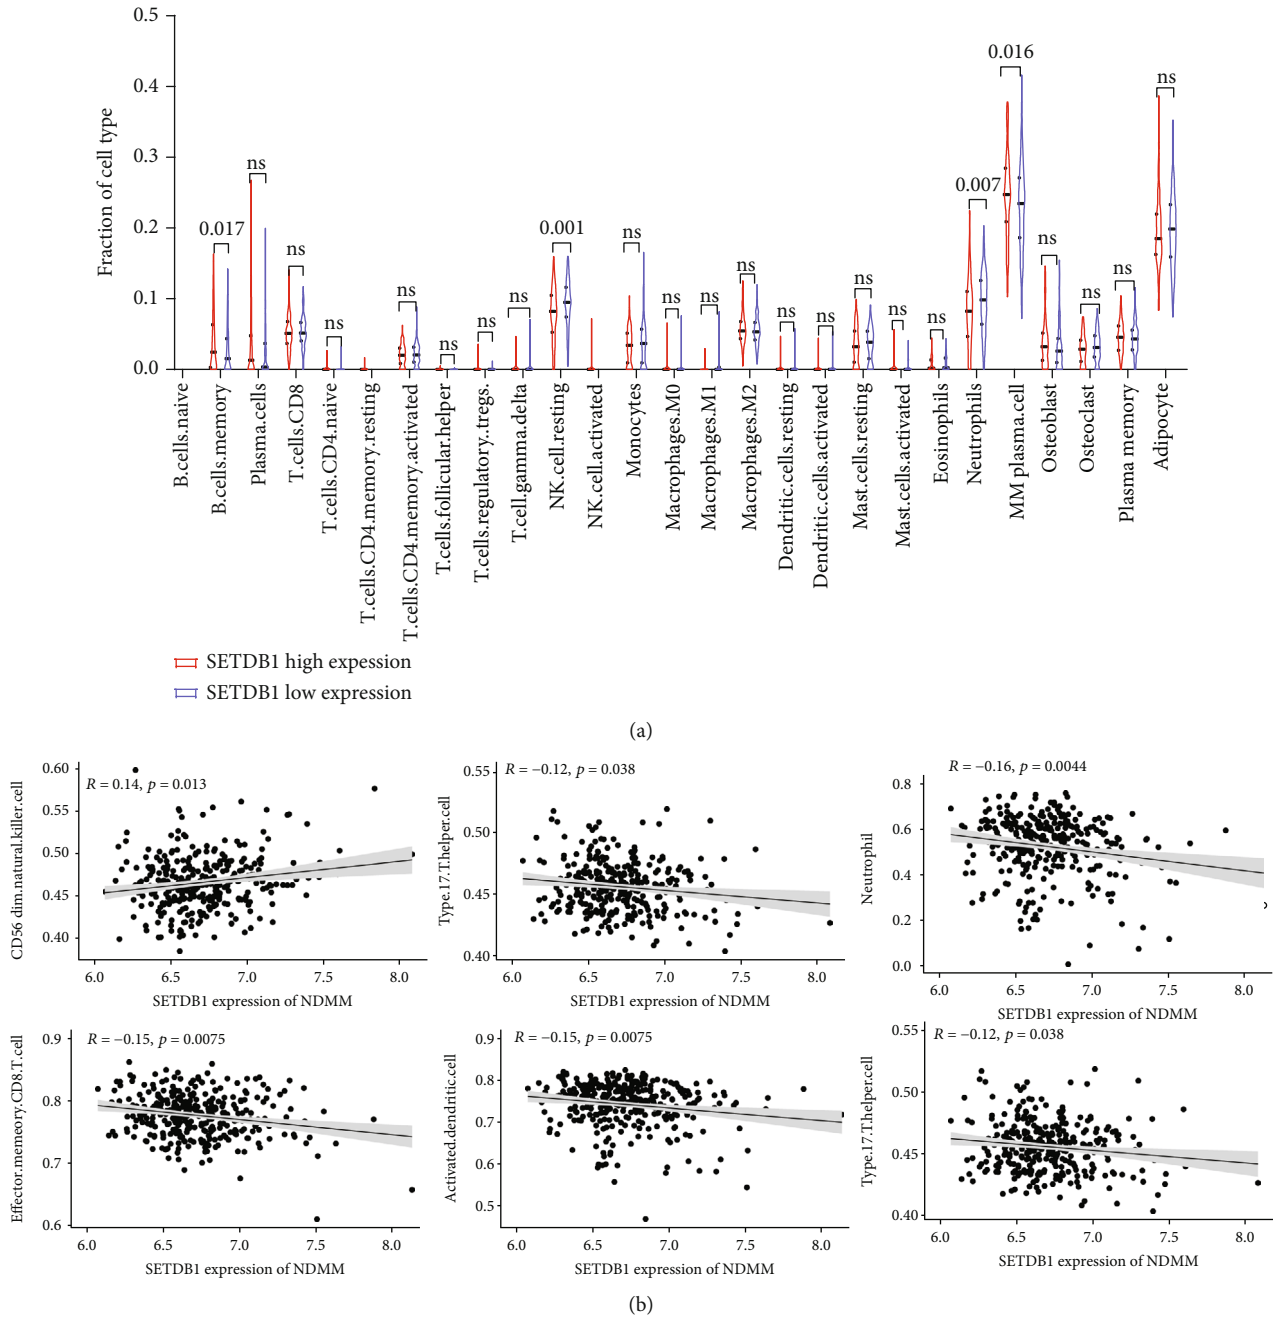 0.5
0.4
0.3
0.2
0.1
0.0
Fraction of cell type
0.017
ns
ns
ns
ns
ns
ns
ns
0.001
ns
ns
ns
ns
ns
ns
ns
ns
ns
0.007
0.016
ns
ns
ns
ns
B.cells.naive
B.cells.memory
Plasma.cells
T.cells.CD8
T.cells.CD4.naive
T.cells.CD4.memory.resting
T.cells.CD4.memory.activated
T.cells.follicular.helper
T.cells.regulatory.tregs.
T.cell.gamma.delta
NK.cell.resting
NK.cell.activated
Monocytes
Macrophages.M0
Macrophages.M1
Macrophages.M2
Dendritic.cells.resting
Dendritic.cells.activated
Mast.cells.resting
Mast.cells.activated
Eosinophils
Neutrophils
MM plasma.cell
Osteoblast
Osteoclast
Plasma memory
Adipocyte
SETDB1 high expession
SETDB1 low expression
(a)
CD56 dim.natural.killer.cell
0.60
0.55
0.50
0.45
0.40
R = 0.14, p = 0.013
6.0 6.5 7.0 7.5 8.0
SETDB1 expression of NDMM
Type.17.T.helper.cell
0.55
0.50
0.45
0.40
R = −0.12, p = 0.038
6.0 6.5 7.0 7.5 8.0
SETDB1 expression of NDMM
Neutrophil
0.8
0.6
0.4
0.2
0.0
R = −0.16, p = 0.0044
6.0 6.5 7.0 7.5 8.0
SETDB1 expression of NDMM
Effector.memeory.CD8.T.cell
0.9
0.8
0.7
0.6
R = −0.15, p = 0.0075
6.0 6.5 7.0 7.5 8.0
SETDB1 expression of NDMM
Activated.dendritic.cell
0.9
0.8
0.7
0.6
0.5
R = −0.15, p = 0.0075
6.0 6.5 7.0 7.5 8.0
SETDB1 expression of NDMM
Type.17.T.helper.cell
0.55
0.50
0.45
0.40
R = −0.12, p = 0.038
6.0 6.5 7.0 7.5 8.0
SETDB1 expression of NDMM
(b)